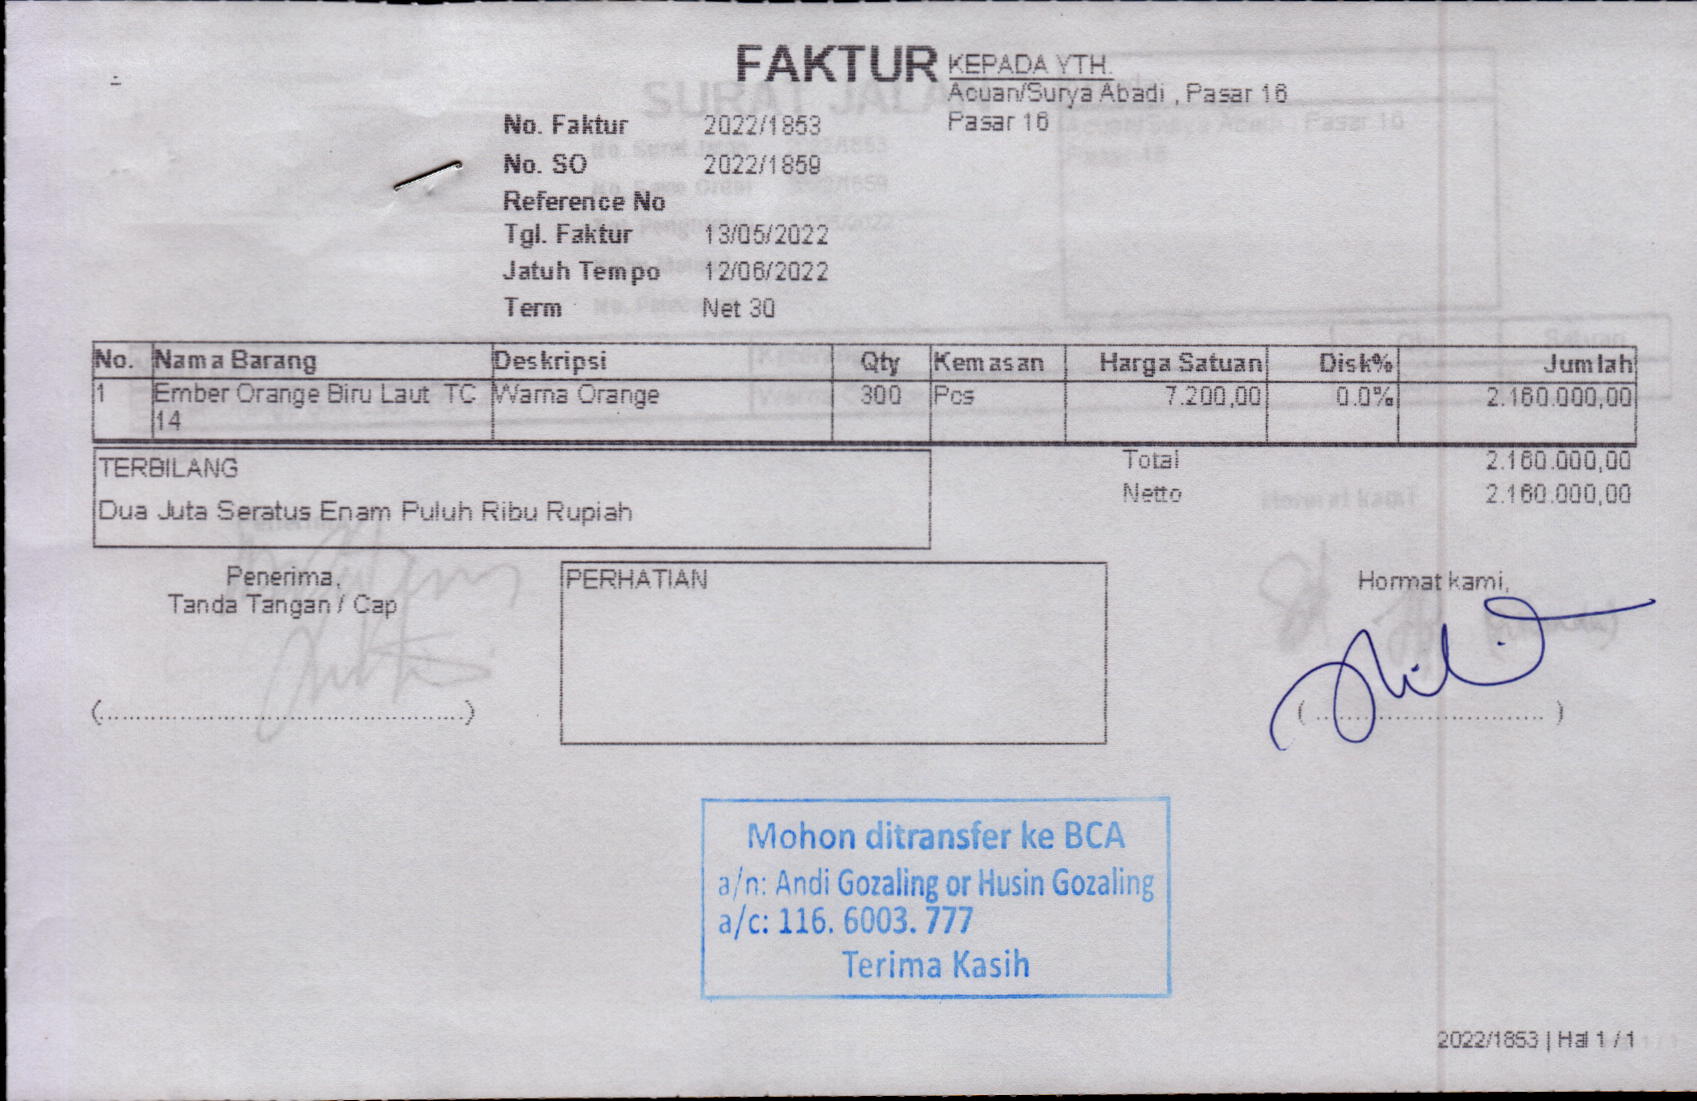 FAKTUR
KEPADA YTH.
Acuan/Surya Abadi , Pasar 16
Pasar 16
No. Faktur 2022/1853
No. SO 2022/1859
Reference No
Tgl. Faktur 13/05/2022
Jatuh Tempo 12/06/2022
Term Net 30
No. Nama Barang Deskripsi Qty Kemasan Harga Satuan Disk% Jumlah
1 Ember Orange Biru Laut TC Warna Orange 300 Pcs 7.200,00 0.0% 2.160.000,00
14
TERBILANG
Dua Juta Seratus Enam Puluh Ribu Rupiah
Total 2.160.000,00
Netto 2.160.000,00
Penerima,
Tanda Tangan / Cap
(................................................)
PERHATIAN
Hormat kami,
( .............................. )
Mohon ditransfer ke BCA
a/n: Andi Gozaling or Husin Gozaling
a/c: 116. 6003. 777
Terima Kasih
2022/1853 | Hal 1 / 1